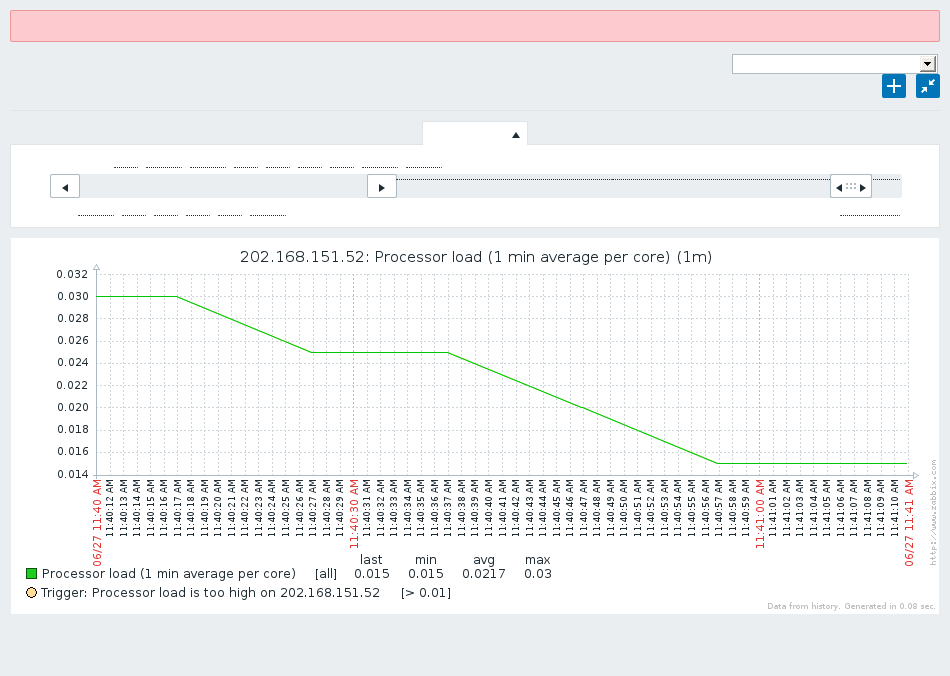 202.168.151.52: Processor load (1 min average per core) (1m)
0.032
0.030
0.028
0.026
0.024
0.022
0.020
0.018
0.016
0.014
06/27 11:40 AM
11:40:12 AM
11:40:13 AM
11:40:14 AM
11:40:15 AM
11:40:16 AM
11:40:17 AM
11:40:18 AM
11:40:19 AM
11:40:20 AM
11:40:21 AM
11:40:22 AM
11:40:23 AM
11:40:24 AM
11:40:25 AM
11:40:26 AM
11:40:27 AM
11:40:28 AM
11:40:29 AM
11:40:30 AM
11:40:31 AM
11:40:32 AM
11:40:33 AM
11:40:34 AM
11:40:35 AM
11:40:36 AM
11:40:37 AM
11:40:38 AM
11:40:39 AM
11:40:40 AM
11:40:41 AM
11:40:42 AM
11:40:43 AM
11:40:44 AM
11:40:45 AM
11:40:46 AM
11:40:47 AM
11:40:48 AM
11:40:49 AM
11:40:50 AM
11:40:51 AM
11:40:52 AM
11:40:53 AM
11:40:54 AM
11:40:55 AM
11:40:56 AM
11:40:57 AM
11:40:58 AM
11:40:59 AM
11:41:00 AM
11:41:01 AM
11:41:02 AM
11:41:03 AM
11:41:04 AM
11:41:05 AM
11:41:06 AM
11:41:07 AM
11:41:08 AM
11:41:09 AM
11:41:10 AM
06/27 11:41 AM
http://www.zabbix.com
last min avg max
Processor load (1 min average per core) [all] 0.015 0.015 0.0217 0.03
Trigger: Processor load is too high on 202.168.151.52 [> 0.01]
Data from history. Generated in 0.08 sec.